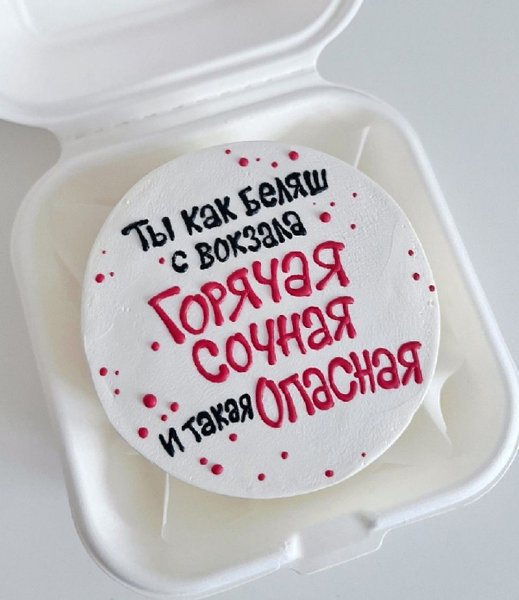 Ты как беляш
с вокзала
Горячая
сочная
и такая Опасная